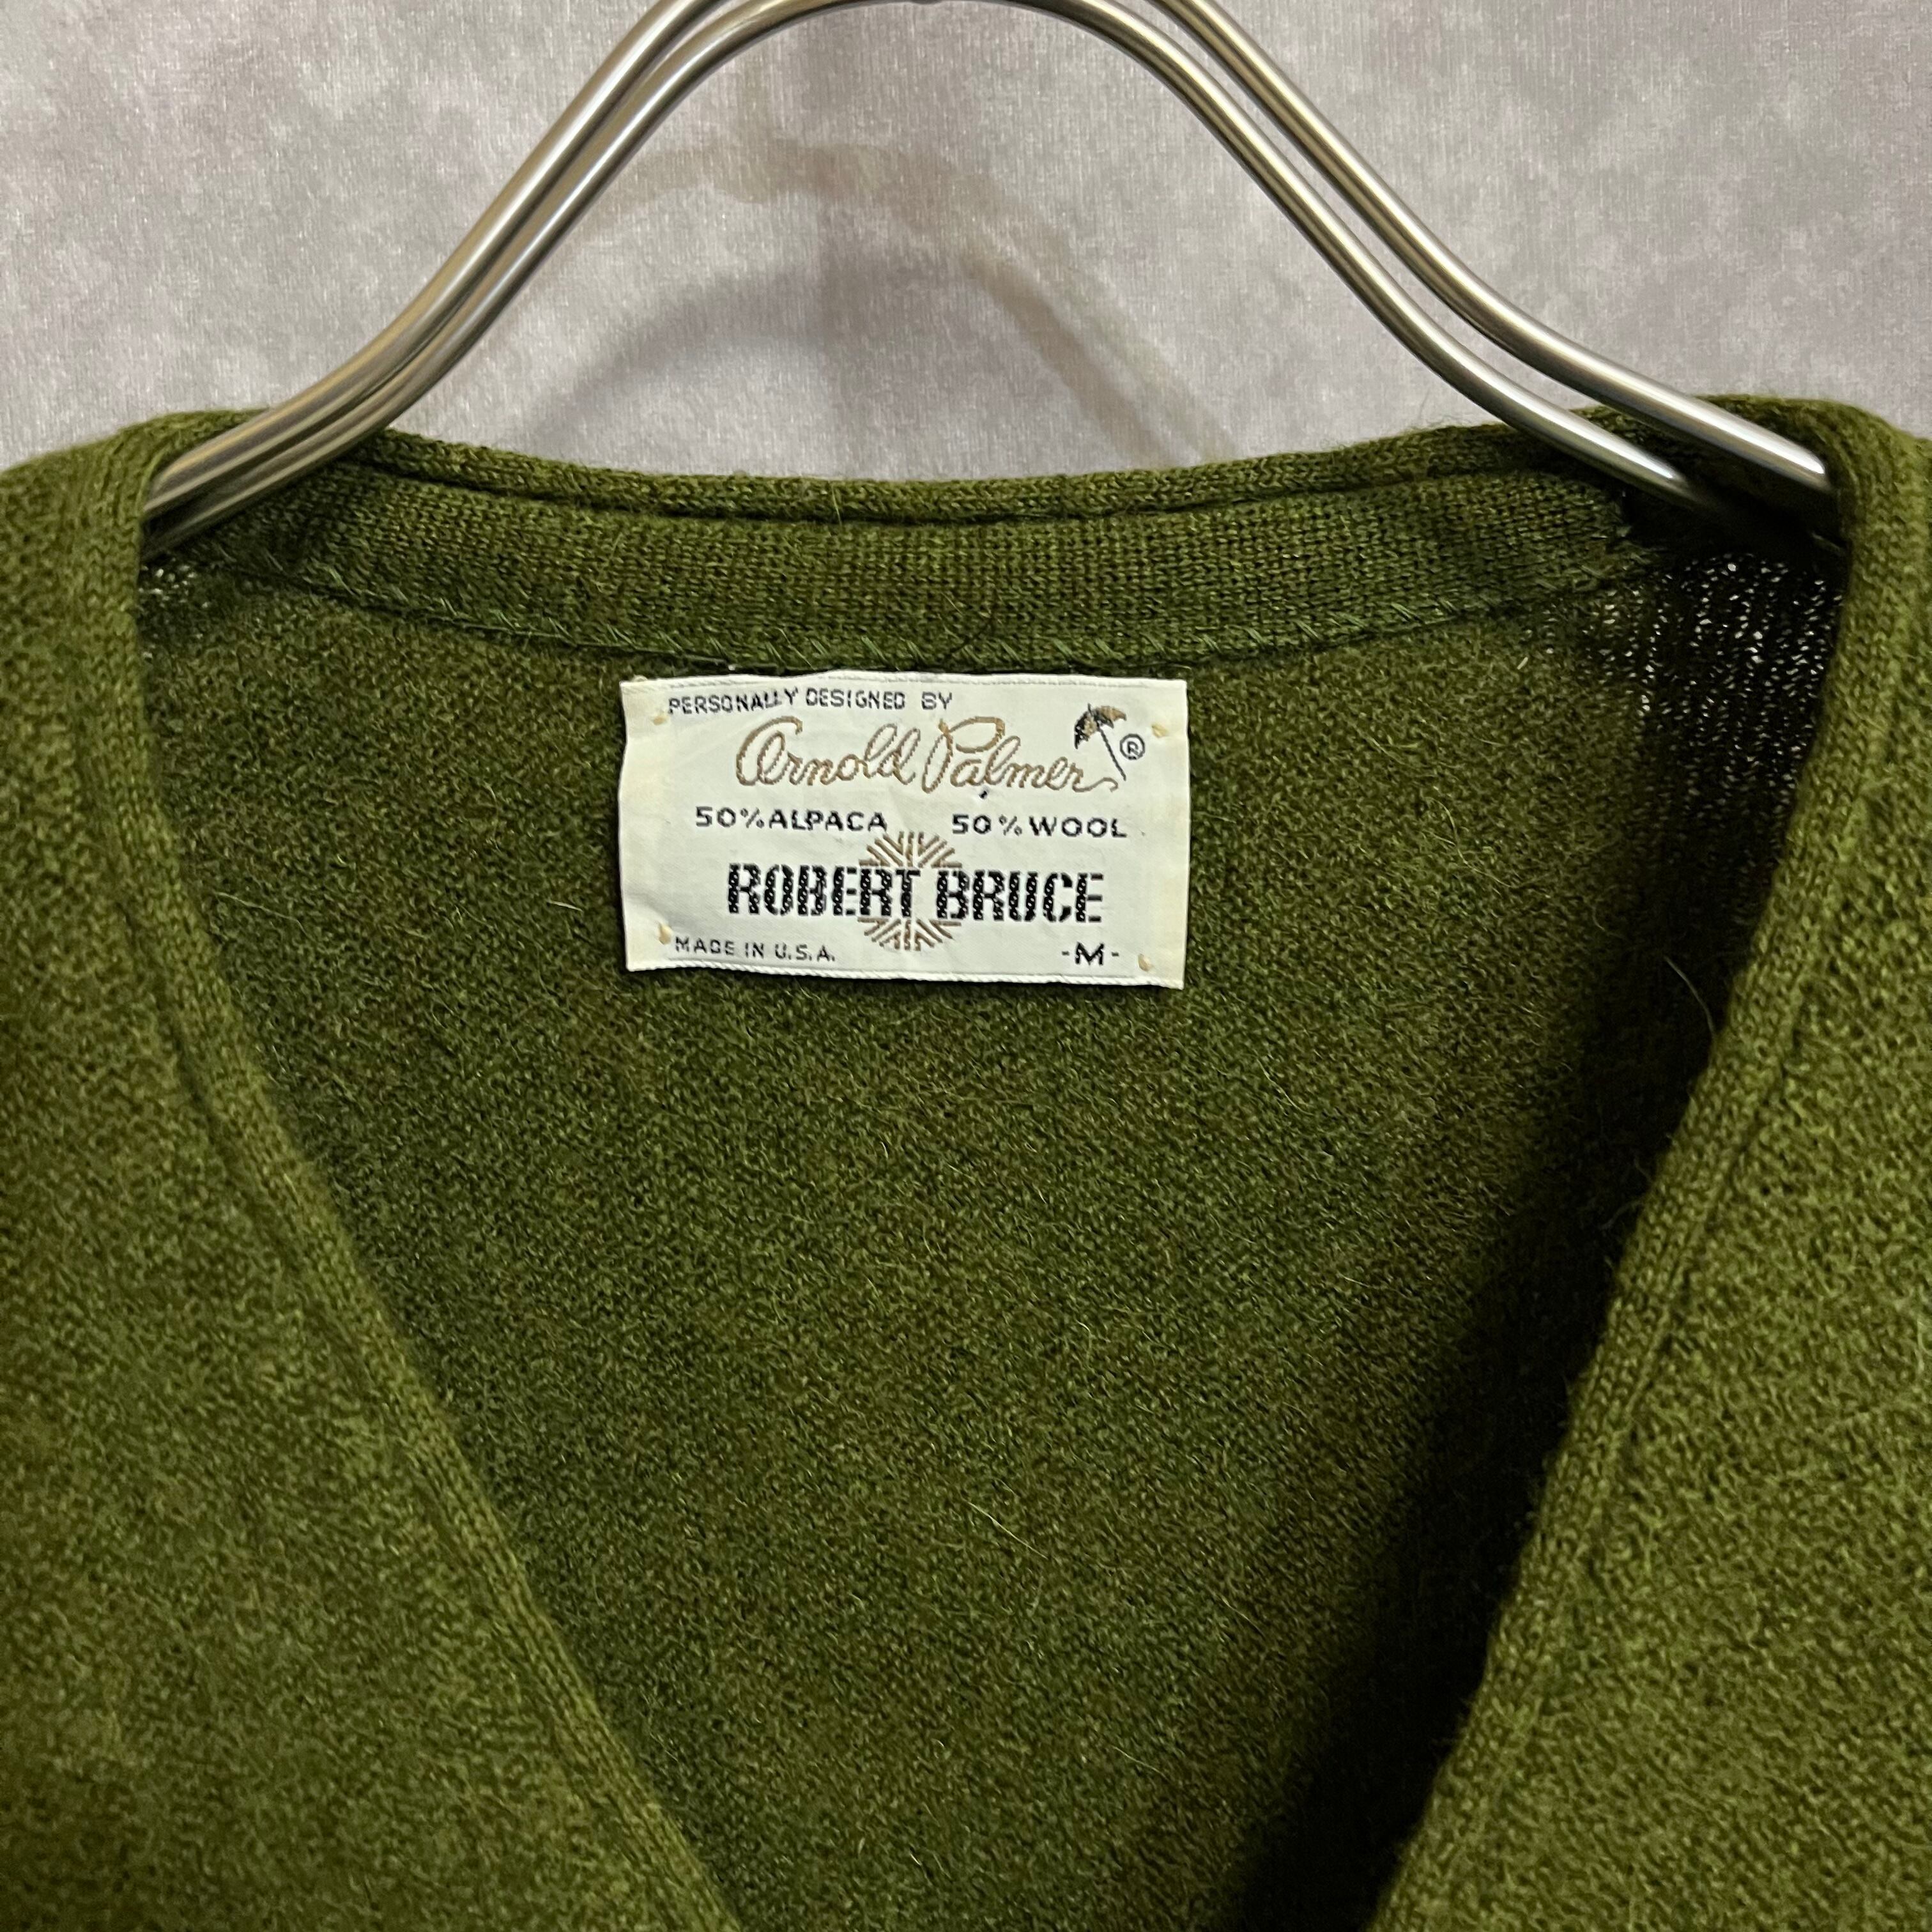 PERSONALLY DESIGNED BY
Arnold Palmer ®
50% ALPACA 50% WOOL
ROBERT BRUCE
MADE IN U.S.A. -M-